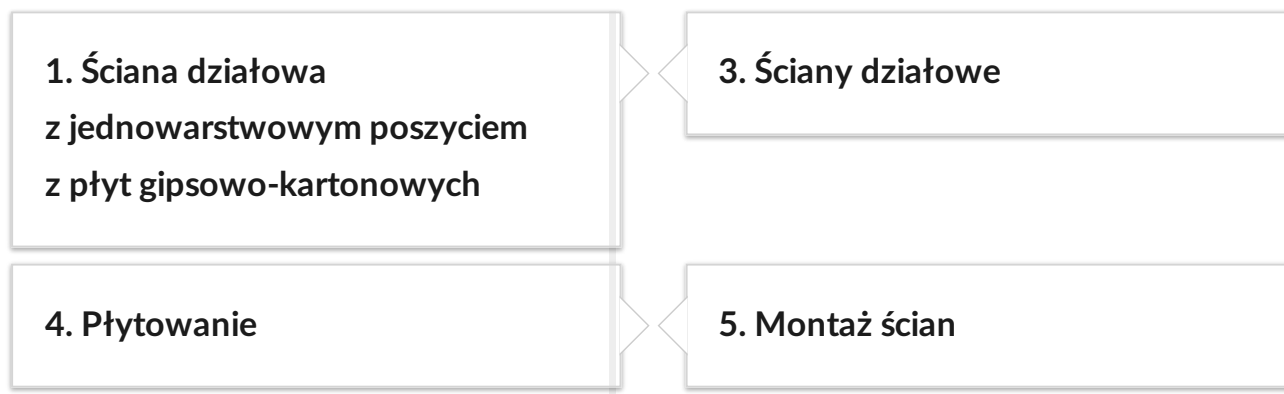 1. Ściana działowa
z jednowarstwowym poszyciem
z płyt gipsowo-kartonowych
3. Ściany działowe
4. Płytowanie
5. Montaż ścian